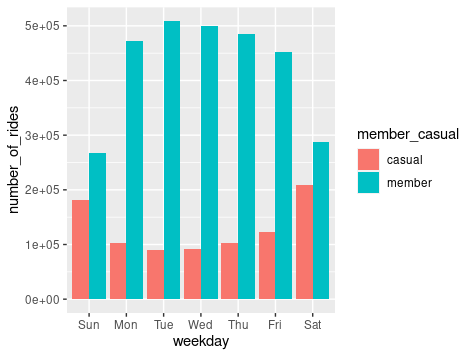 number_of_rides
5e+05
4e+05
3e+05
2e+05
1e+05
0e+00
Sun Mon Tue Wed Thu Fri Sat
weekday
member_casual
casual
member